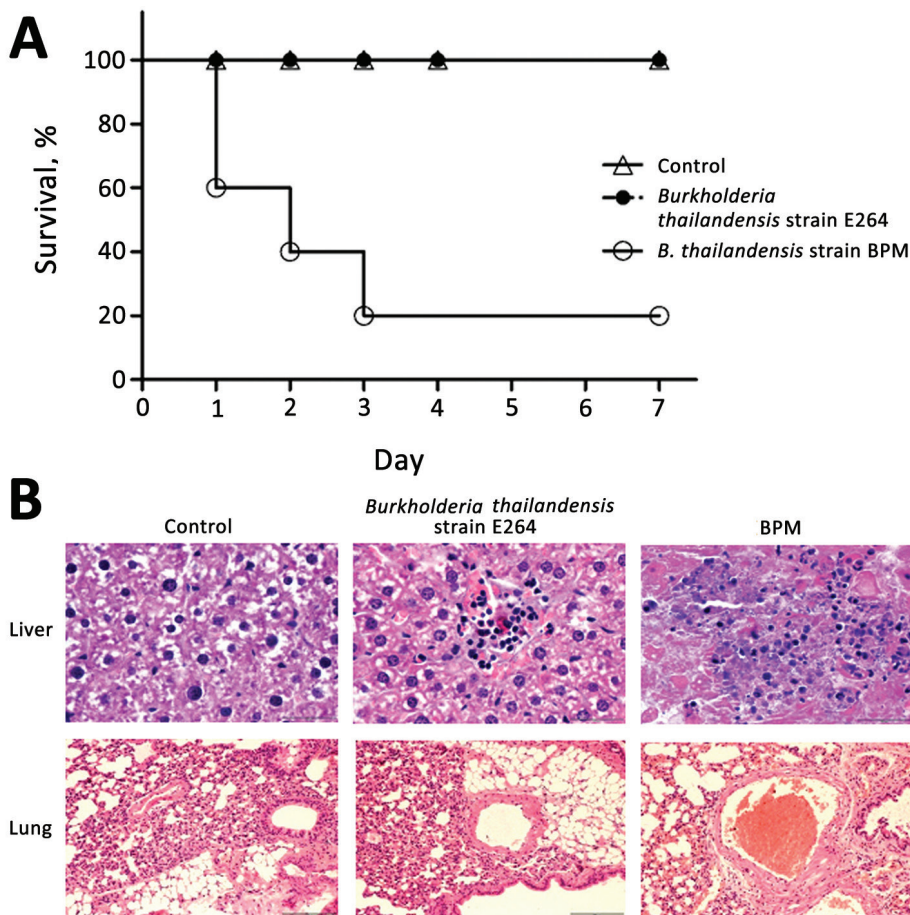 A
100
80
60
40
20
0
Survival, %
0 1 2 3 4 5 6 7
Day
Control
Burkholderia
thailandensis strain E264
B. thailandensis strain BPM
B
Control
Burkholderia thailandensis
strain E264
BPM
Liver
Lung